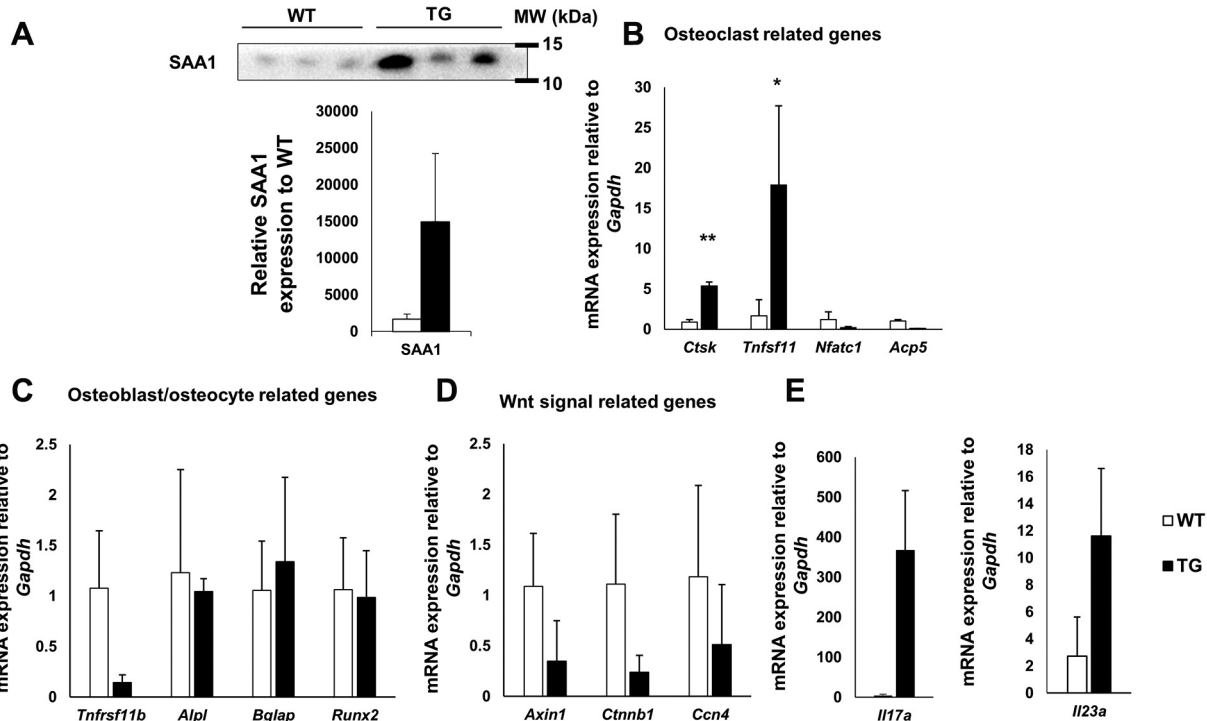 A
WT
TG
MW (kDa)
SAA1
15
10
Relative SAA1
expression to WT
30000
25000
20000
15000
10000
5000
0
SAA1
B
Osteoclast related genes
mRNA expression relative to
Gapdh
30
25
20
15
10
5
0
**
*
Ctsk Tnfsf11 Nfatc1 Acp5
C
Osteoblast/osteocyte related genes
mRNA expression relative to
Gapdh
2.5
2
1.5
1
0.5
0
Tnfrsf11b Alpl Bglap Runx2
D
Wnt signal related genes
mRNA expression relative to
Gapdh
2.5
2
1.5
1
0.5
0
Axin1 Ctnnb1 Ccn4
E
mRNA expression relative to
Gapdh
600
500
400
300
200
100
0
Il17a
mRNA expression relative to
Gapdh
18
16
14
12
10
8
6
4
2
0
Il23a
WT
TG